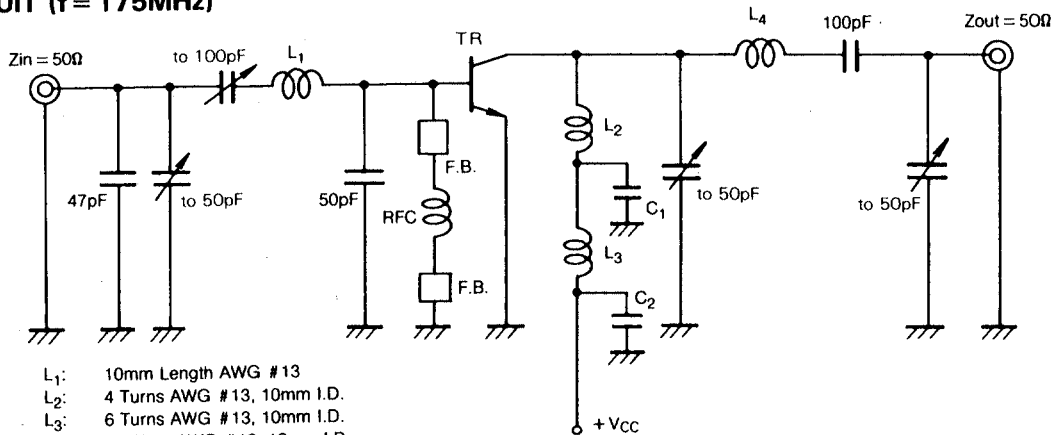 UIT (f = 175MHz)
Zin = 50Ω
to 100pF
L1
TR
L4
100pF
Zout = 50Ω
47pF
to 50pF
50pF
F.B.
RFC
F.B.
L2
C1
L3
C2
to 50pF
to 50pF
+ VCC
L1: 10mm Length AWG #13
L2: 4 Turns AWG #13, 10mm I.D.
L3: 6 Turns AWG #13, 10mm I.D.